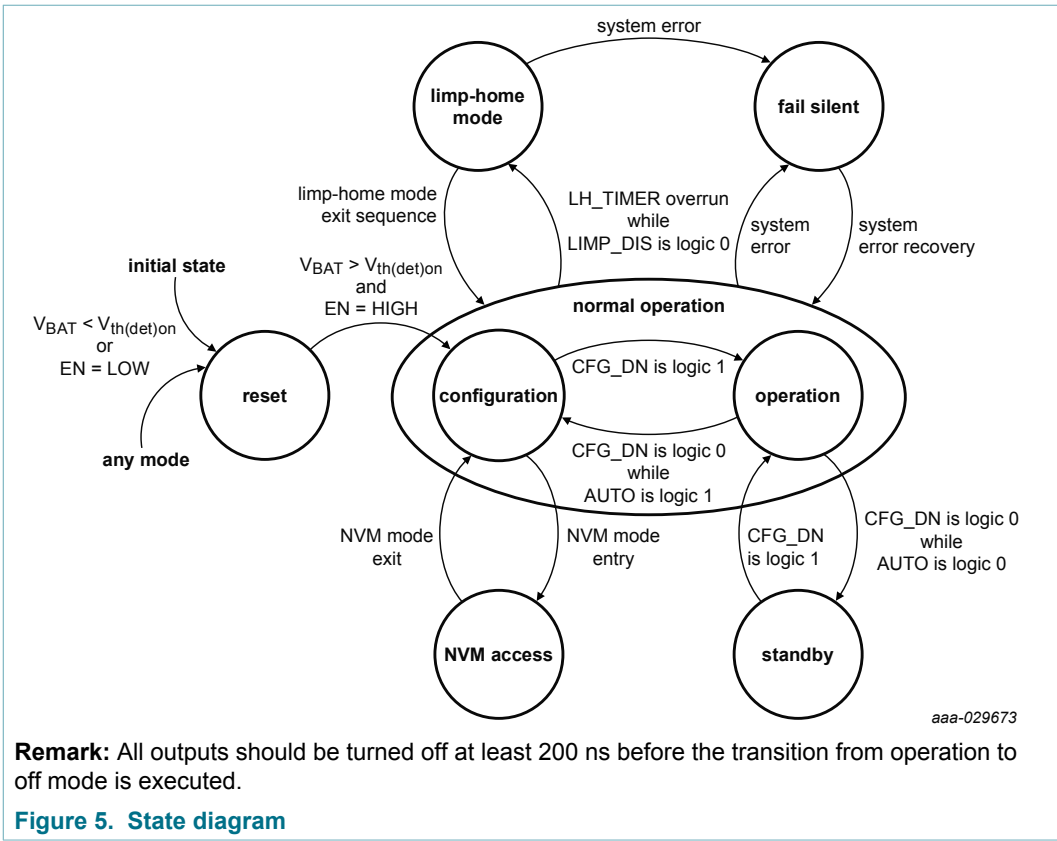 system error
limp-home
mode
fail silent
limp-home mode
exit sequence
LH_TIMER overrun
while
LIMP_DIS is logic 0
system
error
system
error recovery
initial state
VBAT > Vth(det)on
and
EN = HIGH
normal operation
VBAT < Vth(det)on
or
EN = LOW
reset
configuration
CFG_DN is logic 1
operation
any mode
CFG_DN is logic 0
while
AUTO is logic 1
NVM mode
exit
NVM mode
entry
CFG_DN
is logic 1
CFG_DN is logic 0
while
AUTO is logic 0
NVM access
standby
aaa-029673
Remark: All outputs should be turned off at least 200 ns before the transition from operation to
off mode is executed.
Figure 5. State diagram